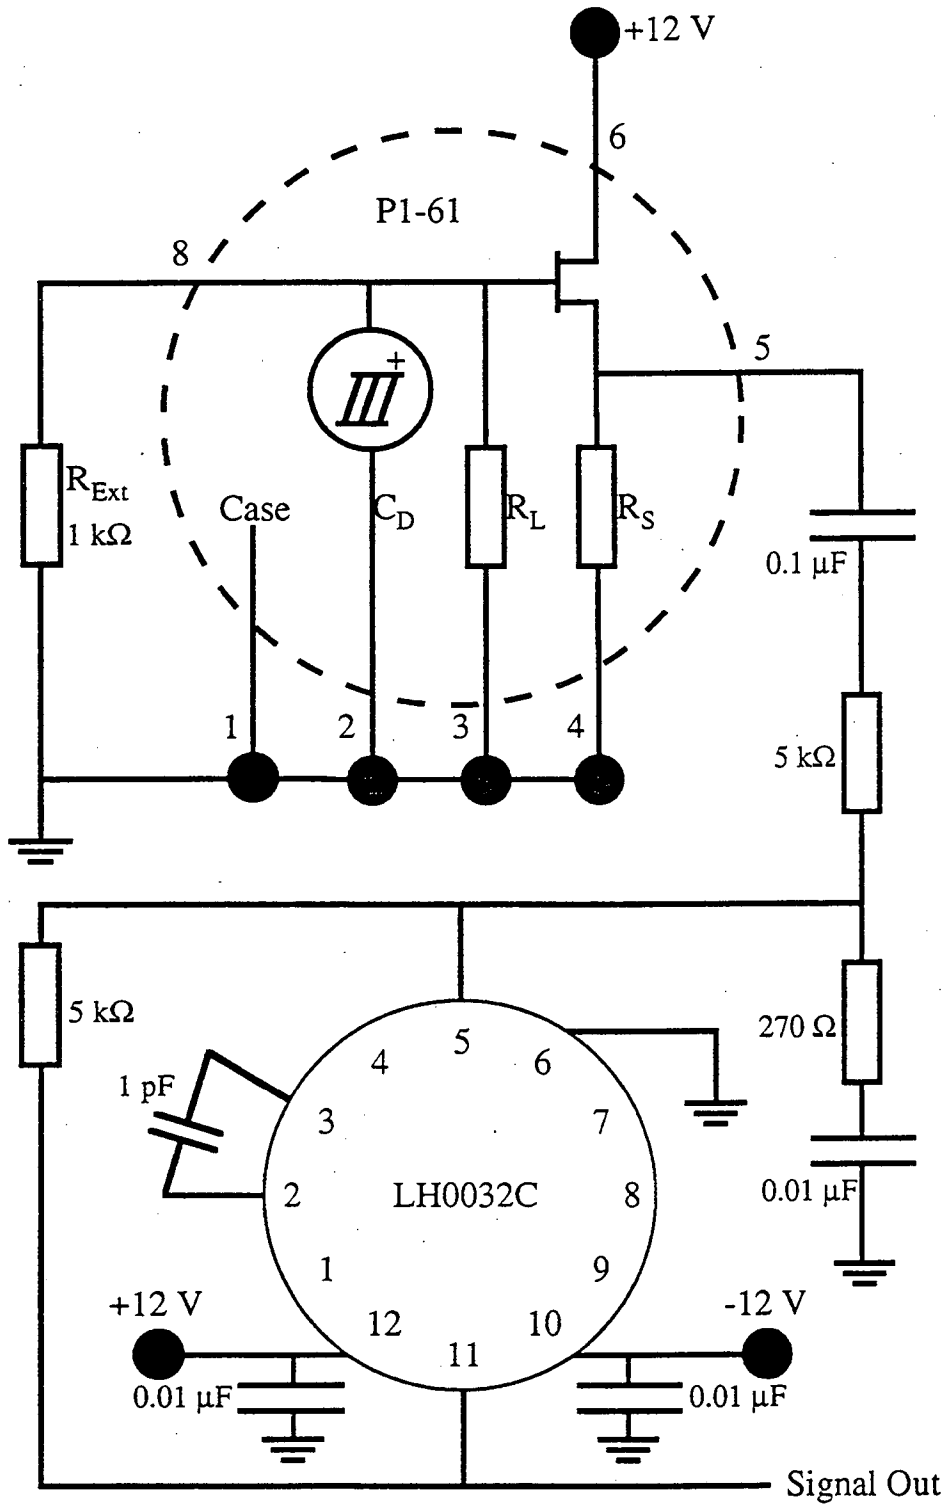 +12 V
6
P1-61
8
5
+
R_Ext
1 kΩ
Case
C_D
R_L
R_S
0.1 µF
1
2
3
4
5 kΩ
5 kΩ
270 Ω
1 pF
5
4
6
3
7
2
LH0032C
8
0.01 µF
1
9
+12 V
-12 V
12
10
11
0.01 µF
0.01 µF
Signal Out